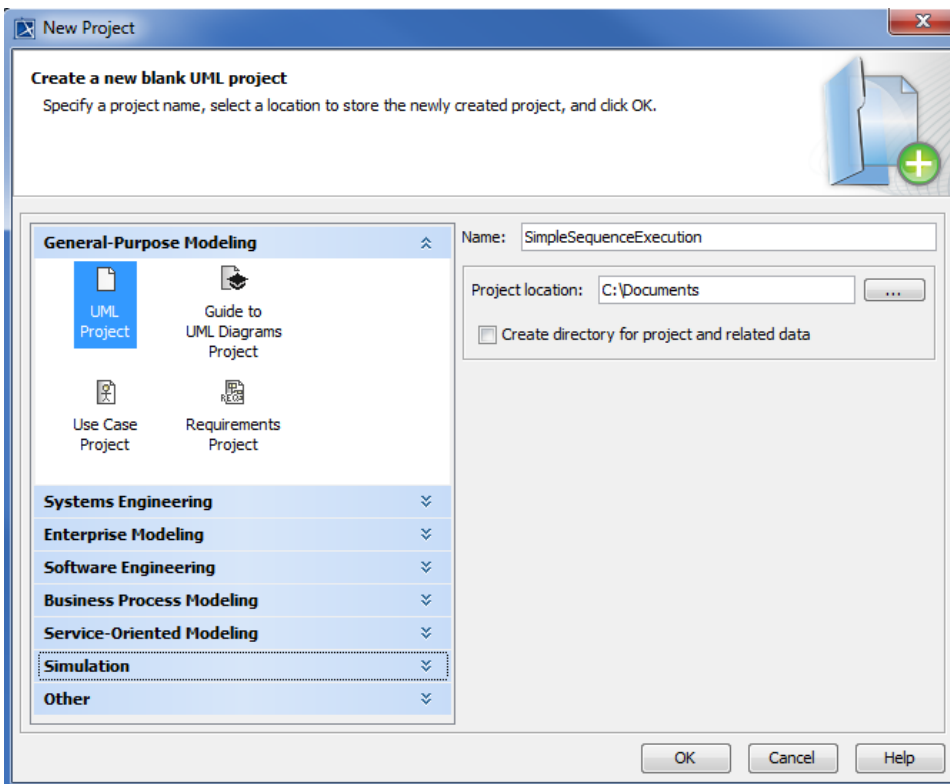 New Project
Create a new blank UML project
Specify a project name, select a location to store the newly created project, and click OK.
General-Purpose Modeling
UML
Project
Guide to
UML Diagrams
Project
Use Case
Project
REQS
Requirements
Project
Systems Engineering
Enterprise Modeling
Software Engineering
Business Process Modeling
Service-Oriented Modeling
Simulation
Other
Name: SimpleSequenceExecution
Project location: C:\Documents ...
Create directory for project and related data
OK Cancel Help